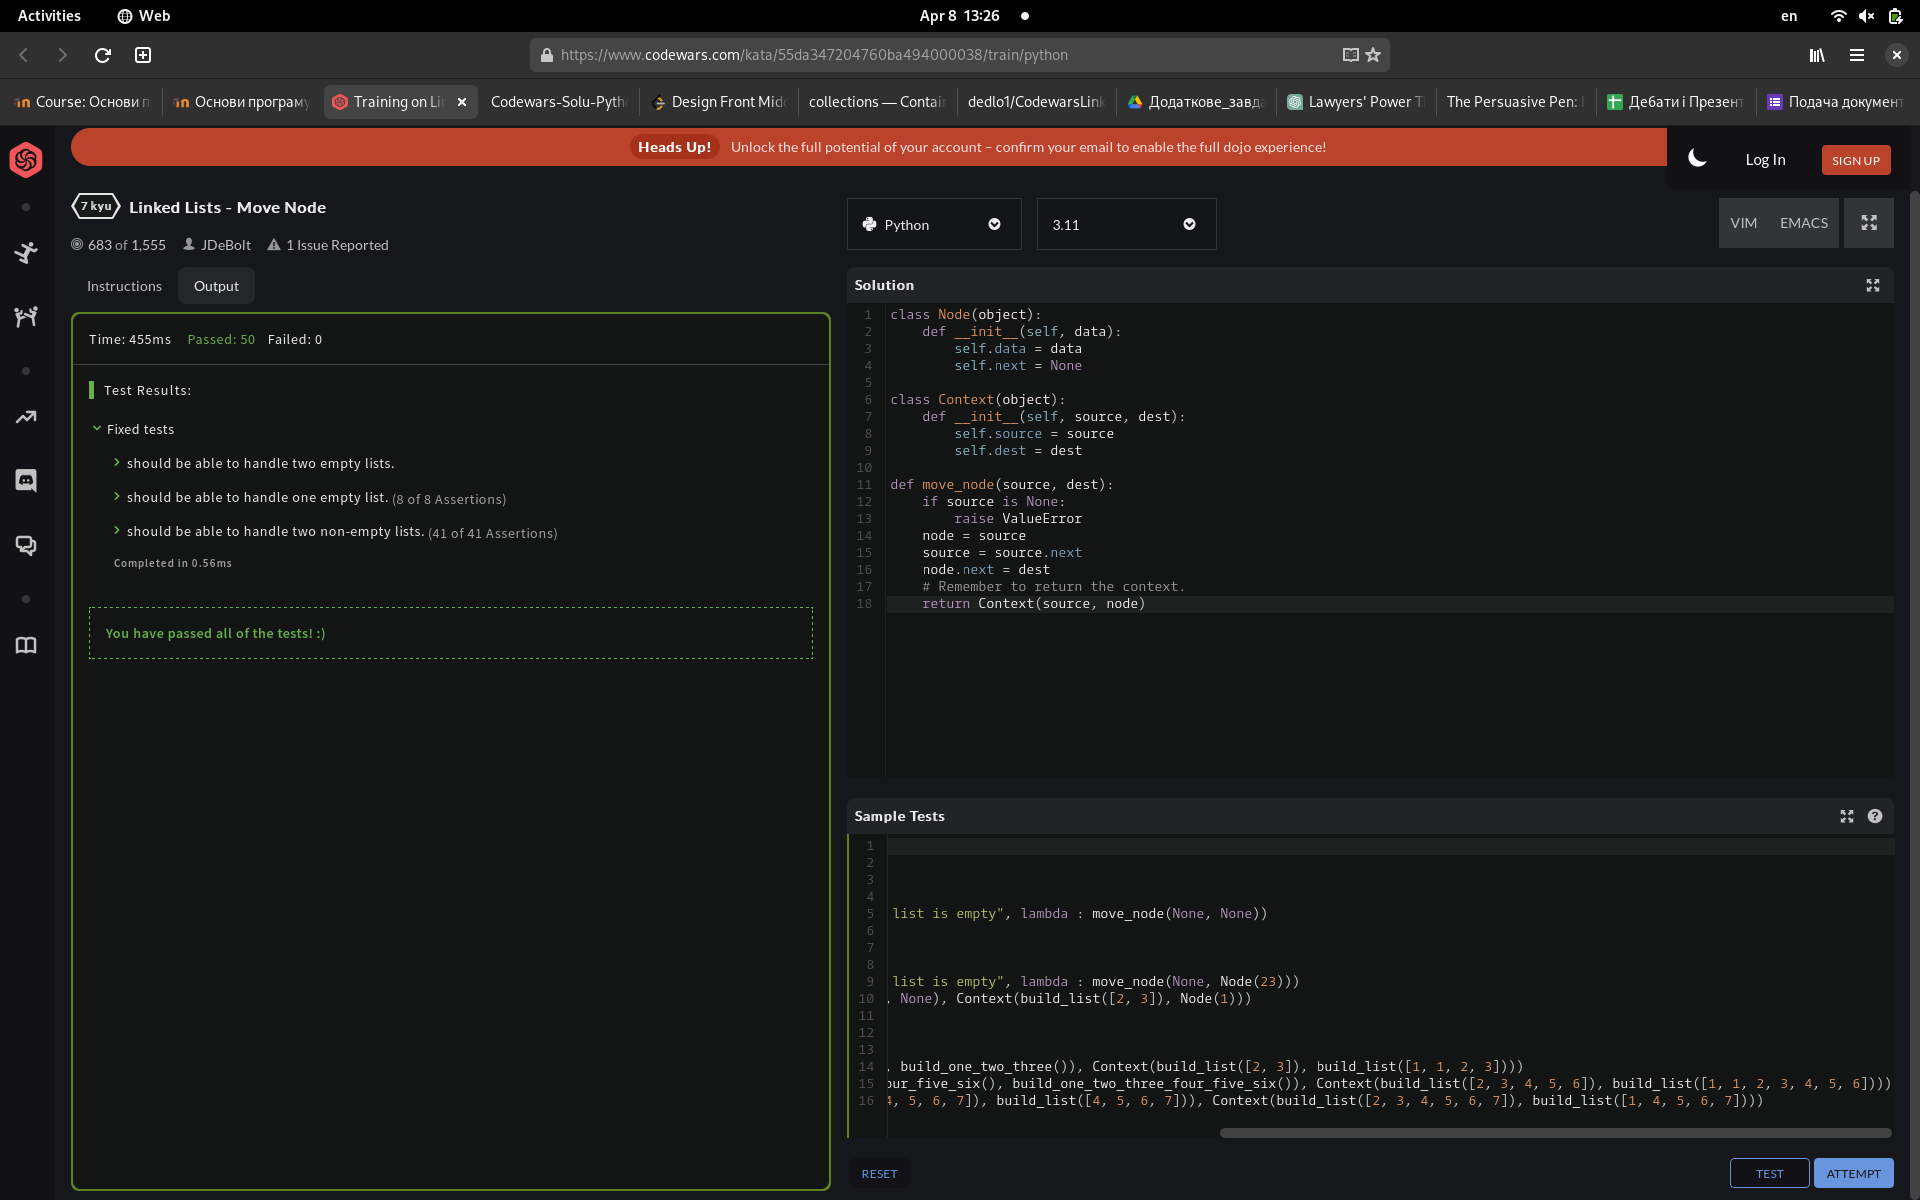 Activities Web Apr 8 13:26 en
https://www.codewars.com/kata/55da347204760ba494000038/train/python
Course: Основи п Основи програму Training on Li Codewars-Solu-Pyth Design Front Midd collections — Contai dedlo1/CodewarsLink Додаткове_завда Lawyers' Power T The Persuasive Pen: Дебати і Презент Подача документ
Heads Up! Unlock the full potential of your account – confirm your email to enable the full dojo experience!
Log In
SIGN UP
7 kyu Linked Lists - Move Node
683 of 1,555 JDeBolt 1 Issue Reported
Instructions Output
Time: 455ms Passed: 50 Failed: 0
Test Results:
Fixed tests
should be able to handle two empty lists.
should be able to handle one empty list. (8 of 8 Assertions)
should be able to handle two non-empty lists. (41 of 41 Assertions)
Completed in 0.56ms
You have passed all of the tests! :)
Python 3.11 VIM EMACS
Solution
1 class Node(object):
2 def __init__(self, data):
3 self.data = data
4 self.next = None
5
6 class Context(object):
7 def __init__(self, source, dest):
8 self.source = source
9 self.dest = dest
10
11 def move_node(source, dest):
12 if source is None:
13 raise ValueError
14 node = source
15 source = source.next
16 node.next = dest
17 # Remember to return the context.
18 return Context(source, node)
Sample Tests
1
2
3
4
5 list is empty", lambda : move_node(None, None))
6
7
8
9 list is empty", lambda : move_node(None, Node(23)))
10 , None), Context(build_list([2, 3]), Node(1)))
11
12
13
14 , build_one_two_three()), Context(build_list([2, 3]), build_list([1, 1, 2, 3])))
15 our_five_six(), build_one_two_three_four_five_six()), Context(build_list([2, 3, 4, 5, 6]), build_list([1, 1, 2, 3, 4, 5, 6])))
16 4, 5, 6, 7]), build_list([4, 5, 6, 7])), Context(build_list([2, 3, 4, 5, 6, 7]), build_list([1, 4, 5, 6, 7])))
RESET TEST ATTEMPT